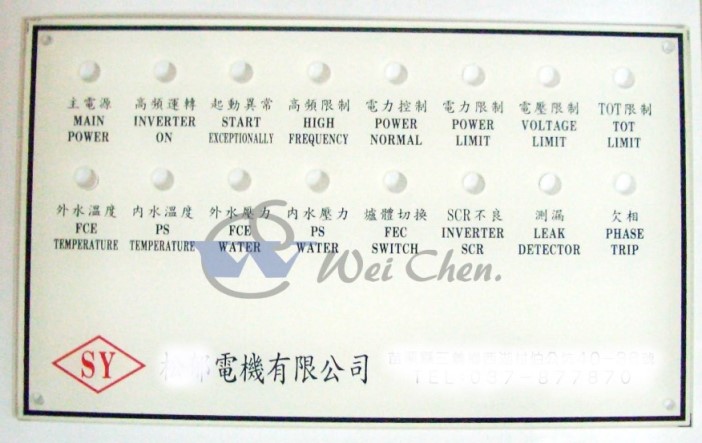 主電源 高頻運轉 起動異常 高頻限制 電力控制 電力限制 電壓限制 TOT限制
MAIN INVERTER START HIGH POWER POWER VOLTAGE TOT
POWER ON EXCEPTIONALLY FREQUENCY NORMAL LIMIT LIMIT LIMIT
外水溫度 內水溫度 外水壓力 內水壓力 爐體切換 SCR不良 測漏 欠相
FCE PS FCE PS FEC INVERTER LEAK PHASE
TEMPERATURE TEMPERATURE WATER WATER SWITCH SCR DETECTOR TRIP
Wei Chen.
SY 電機有限公司
TEL:037-877870